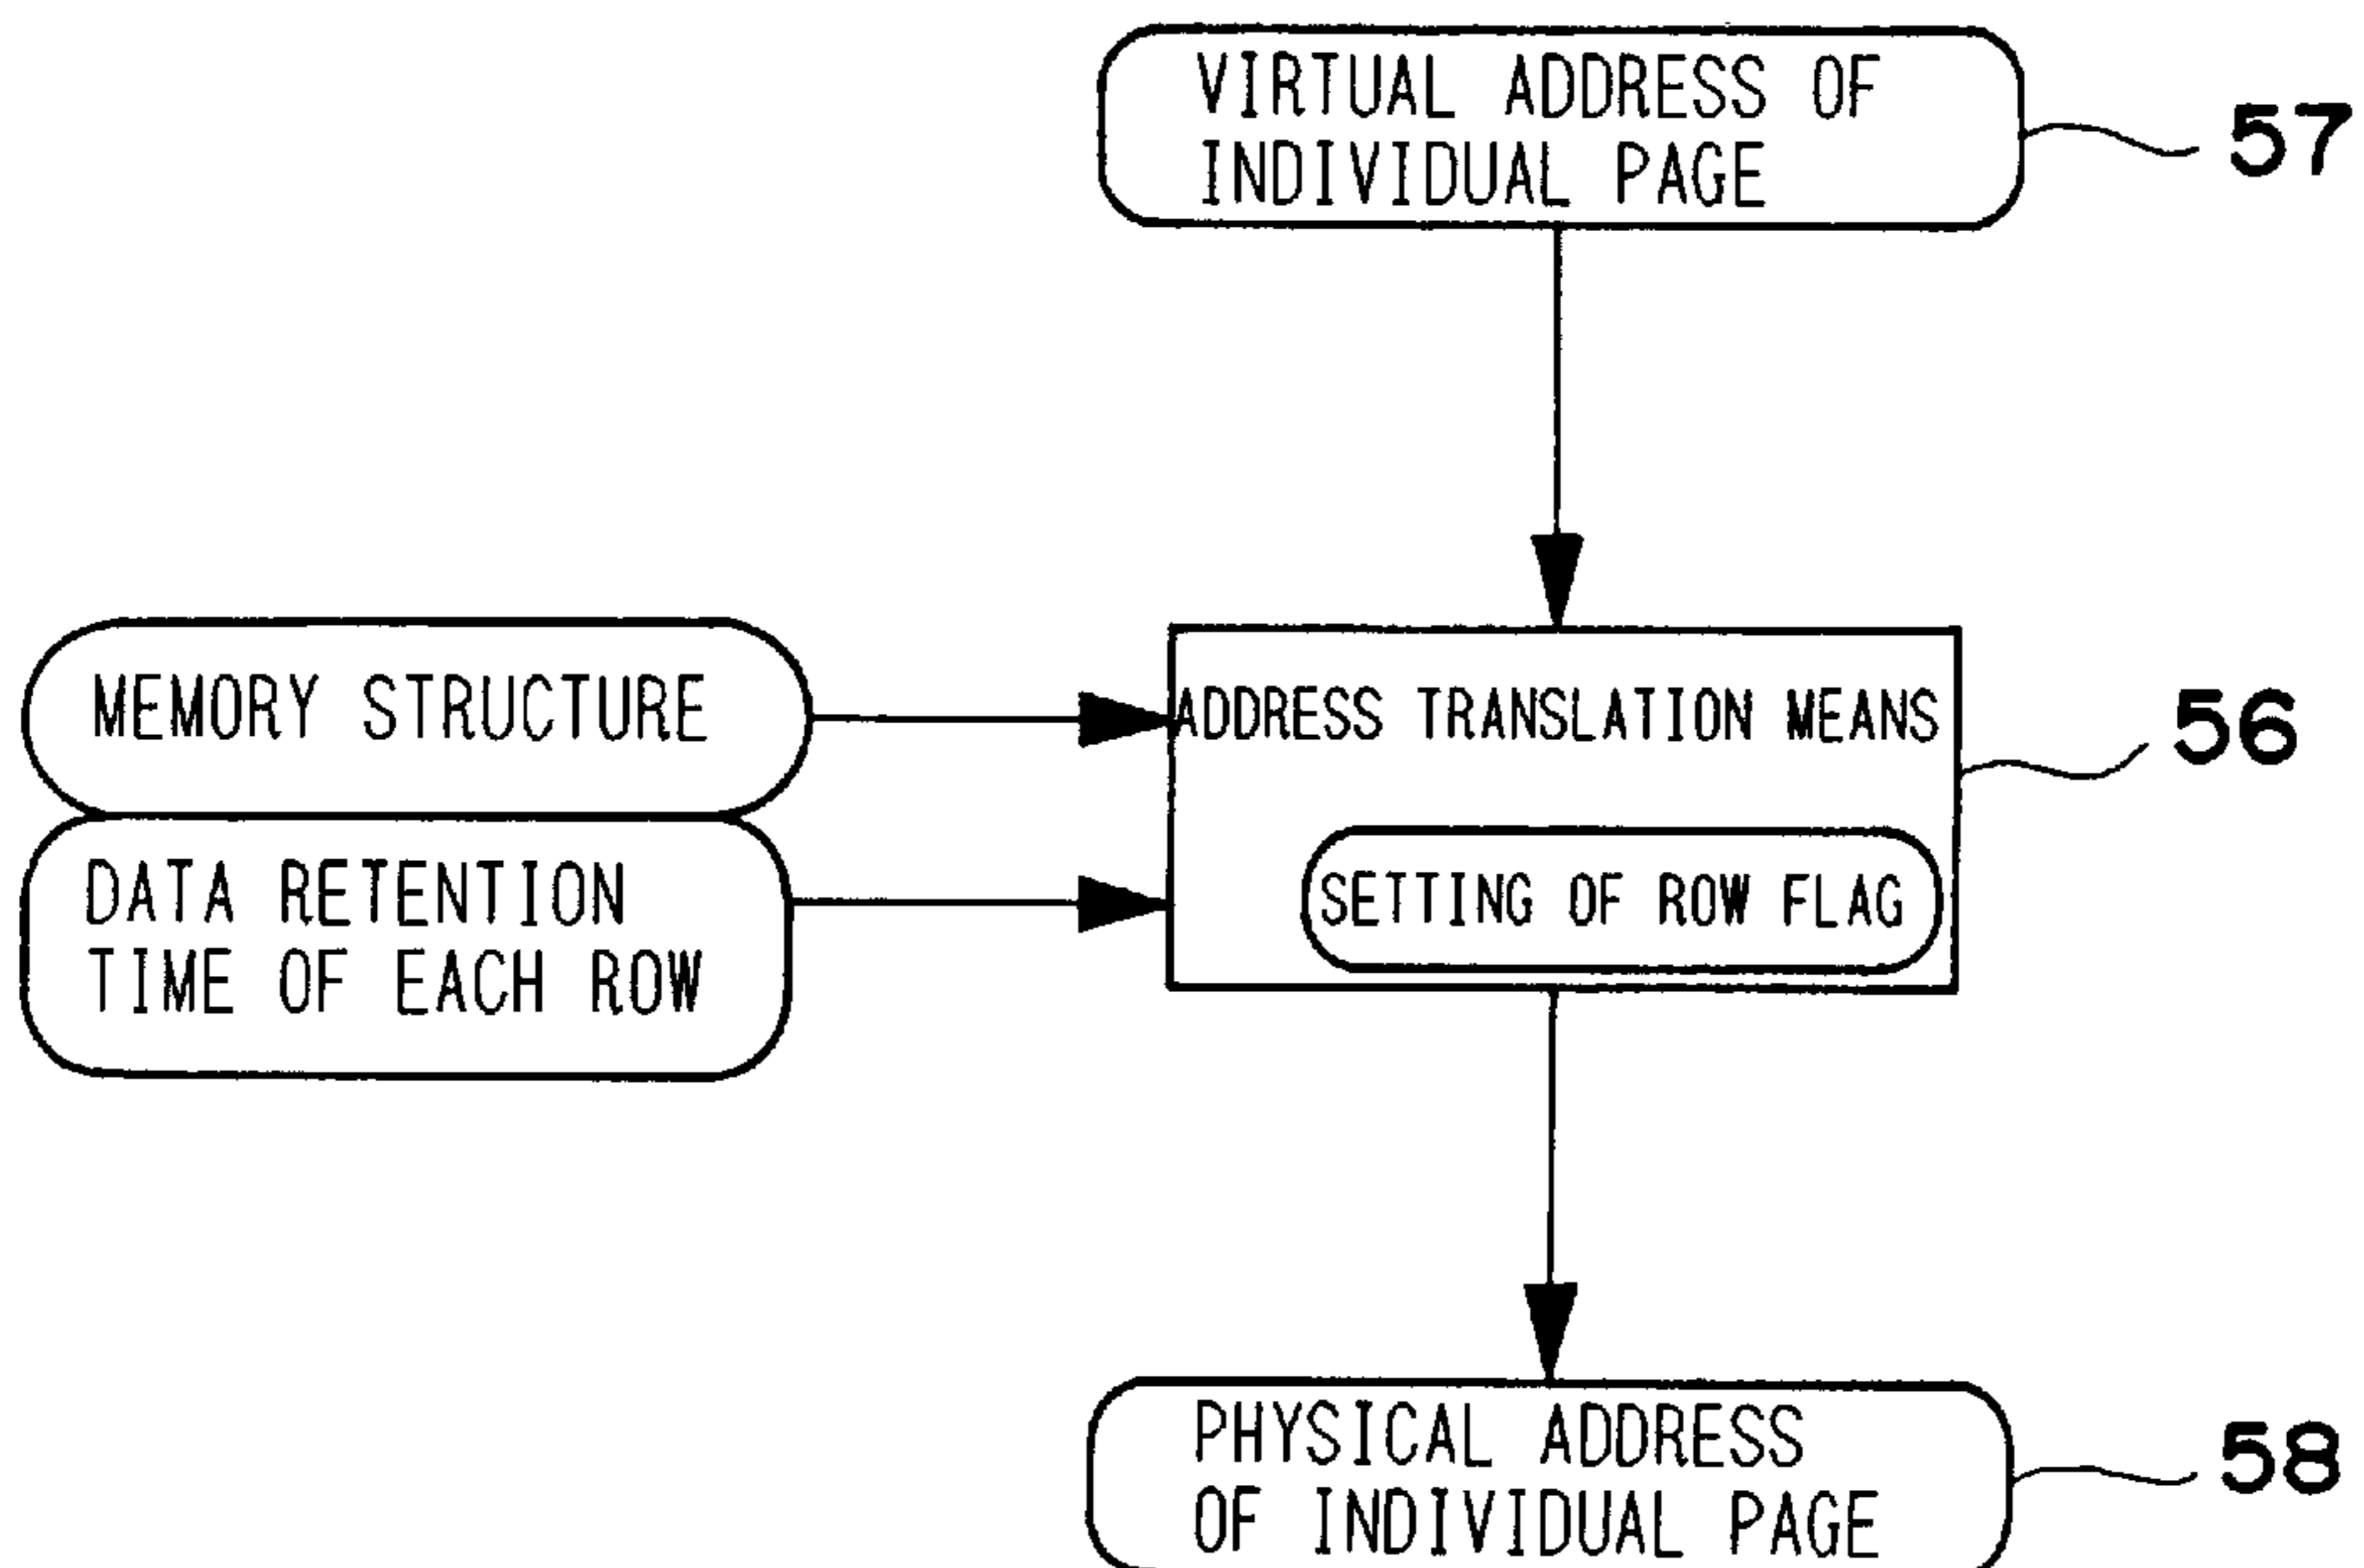 VIRTUAL ADDRESS OF
INDIVIDUAL PAGE
57
MEMORY STRUCTURE
ADDRESS TRANSLATION MEANS
56
DATA RETENTION
TIME OF EACH ROW
SETTING OF ROW FLAG
PHYSICAL ADDRESS
OF INDIVIDUAL PAGE
58